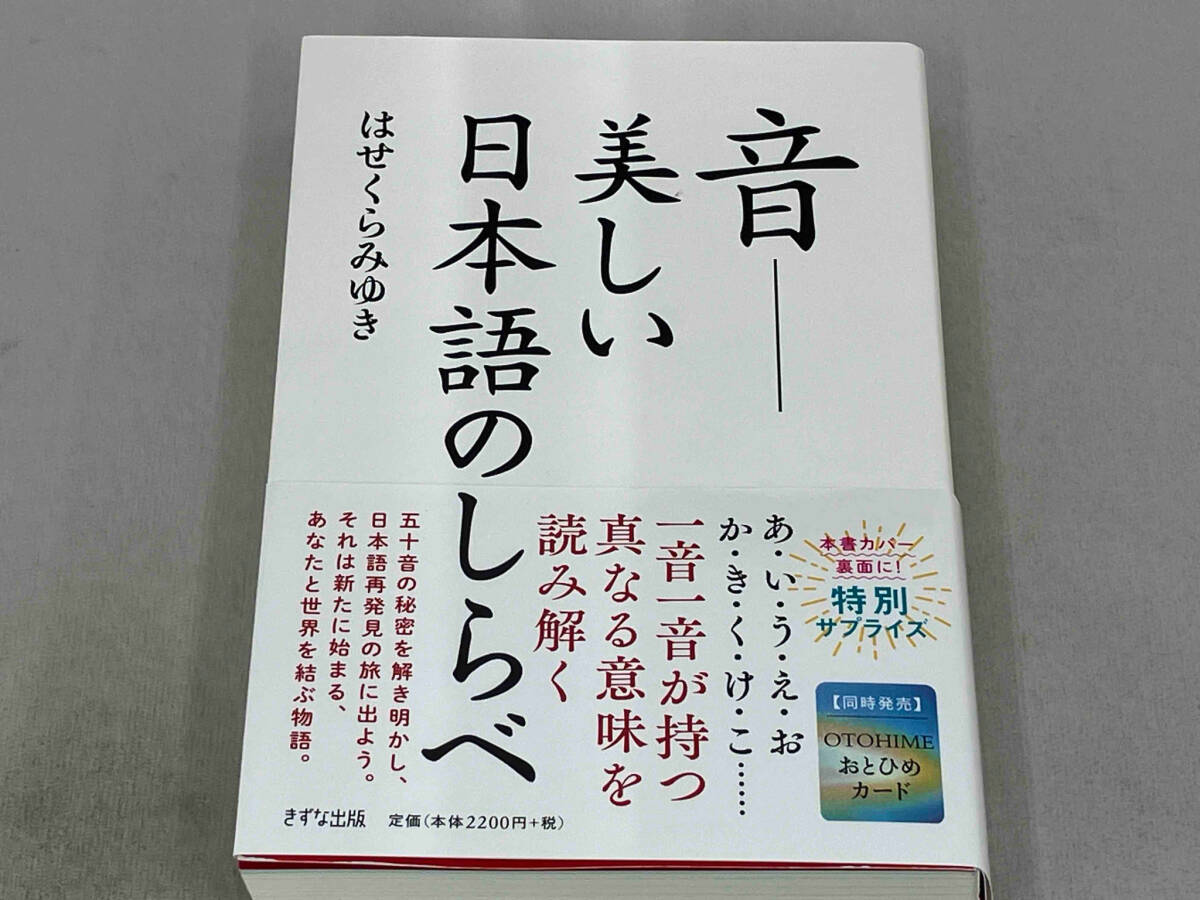 音──
美しい
日本語のしらべ
はせくらみゆき
本書カバー
裏面に!
特別
サプライズ
【同時発売】
OTOHIME
おとひめ
カード
あ・い・う・え・お
か・き・く・け・こ……
一音一音が持つ
真なる意味を
読み解く
五十音の秘密を解き明かし、
日本語再発見の旅に出よう。
それは新たに始まる、
あなたと世界を結ぶ物語。
きずな出版
定価(本体2200円+税)